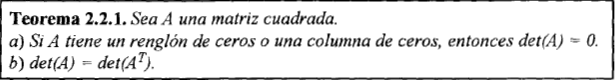 Teorema 2.2.1. Sea A una matriz cuadrada.
a) Si A tiene un renglón de ceros o una columna de ceros, entonces det(A) = 0.
b) det(A) = det(Aᵀ).